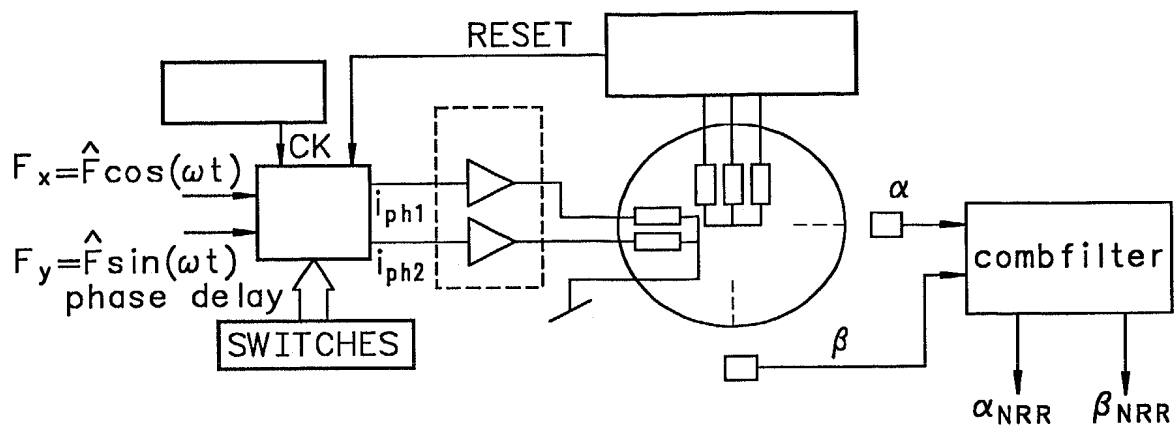 RESET
CK
F_x=F̂cos(ωt)
i_ph1
F_y=F̂sin(ωt)
i_ph2
phase delay
SWITCHES
α
combfilter
β
α_NRR
β_NRR